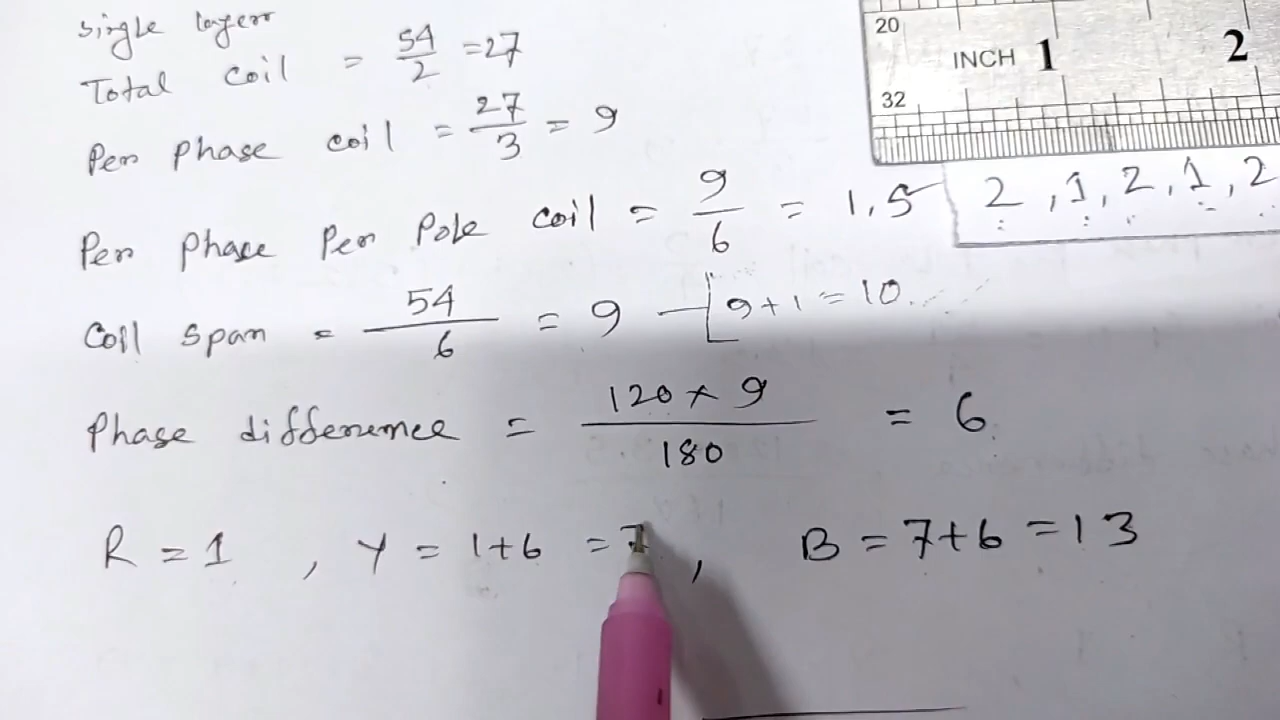 single layer
Total coil = 54/2 = 27
Per phase coil = 27/3 = 9
Per phase Per Pole coil = 9/6 = 1,5
2, 1, 2, 1, 2
Coil span = 54/6 = 9 [9+1 = 10
Phase difference = 120 x 9 / 180 = 6
R = 1 , Y = 1+6 = 7 , B = 7+6 = 13
20
INCH 1 2
32